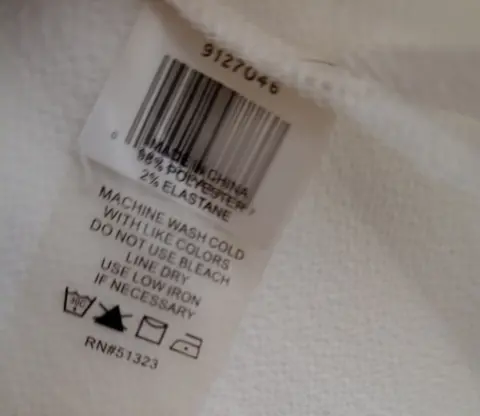 9127046
MADE IN CHINA
98% POLYESTER
2% ELASTANE
MACHINE WASH COLD
WITH LIKE COLORS
DO NOT USE BLEACH
LINE DRY
USE LOW IRON
IF NECESSARY
RN#51323